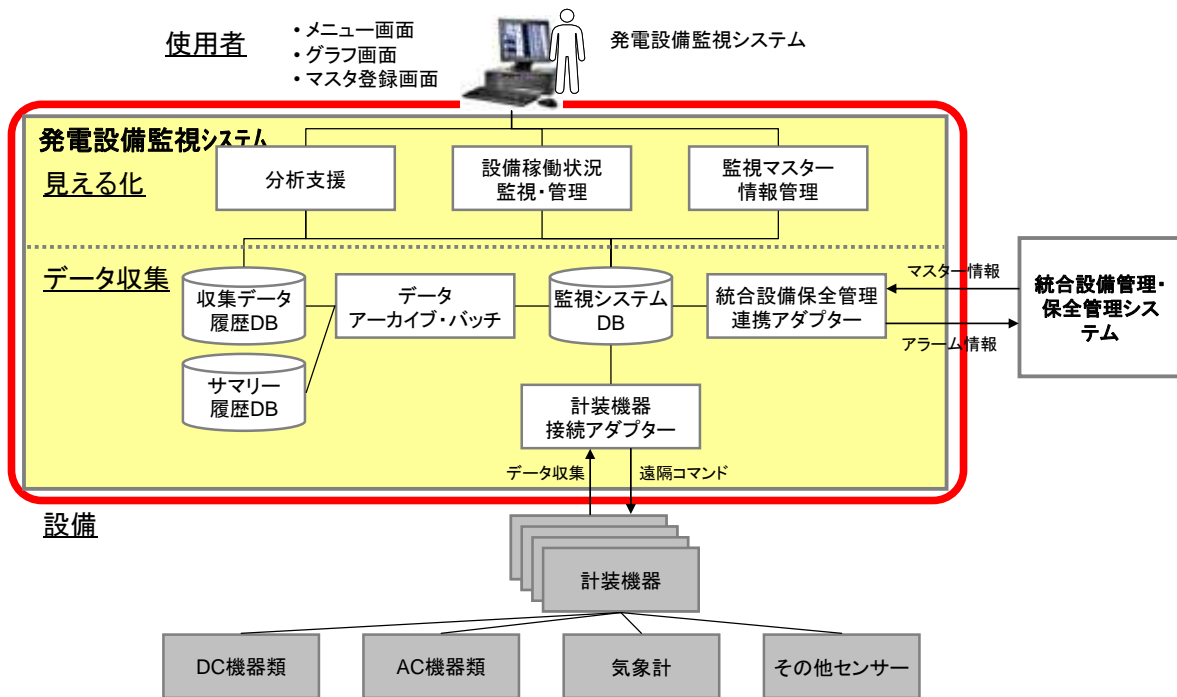 使用者
• メニュー画面
• グラフ画面
• マスタ登録画面
発電設備監視システム
発電設備監視ｼｽﾃﾑ
見える化
分析支援
設備稼働状況
監視・管理
監視マスター
情報管理
データ収集
収集データ
履歴DB
データ
アーカイブ・バッチ
監視システム
DB
統合設備保全管理
連携アダプター
マスター情報
アラーム情報
統合設備管理・
保全管理シス
テム
サマリー
履歴DB
計装機器
接続アダプター
データ収集
遠隔コマンド
設備
計装機器
DC機器類
AC機器類
気象計
その他センサー